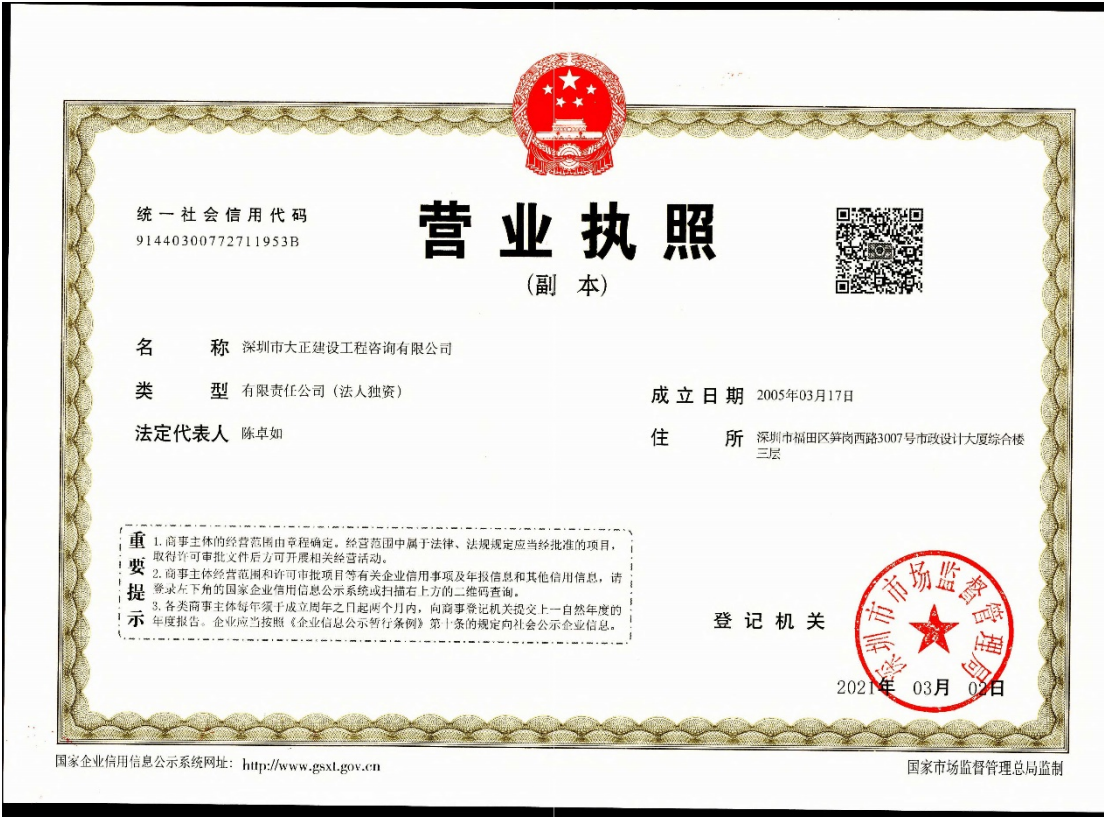 统一社会信用代码
91440300772711953B
营业执照
(副 本)
名 称 深圳市大正建设工程咨询有限公司
类 型 有限责任公司（法人独资）
法定代表人 陈卓如
成立日期 2005年03月17日
住 所 深圳市福田区笋岗西路3007号市政设计大厦综合楼
三层
重要提示
1. 商事主体的经营范围由章程确定。经营范围中属于法律、法规规定应当经批准的项目，
取得许可审批文件后方可开展相关经营活动。
2. 商事主体经营范围和许可审批项目等有关企业信用事项及年报信息和其他信用信息，请
登录左下角的国家企业信用信息公示系统或扫描右上方的二维码查询。
3. 各类商事主体每年须于成立周年之日起两个月内，向商事登记机关提交上一自然年度的
年度报告。企业应当按照《企业信息公示暂行条例》第十条的规定向社会公示企业信息。
登记机关
深圳市市场监督管理局
2021年 03月 02日
国家企业信用信息公示系统网址： http://www.gsxt.gov.cn
国家市场监督管理总局监制